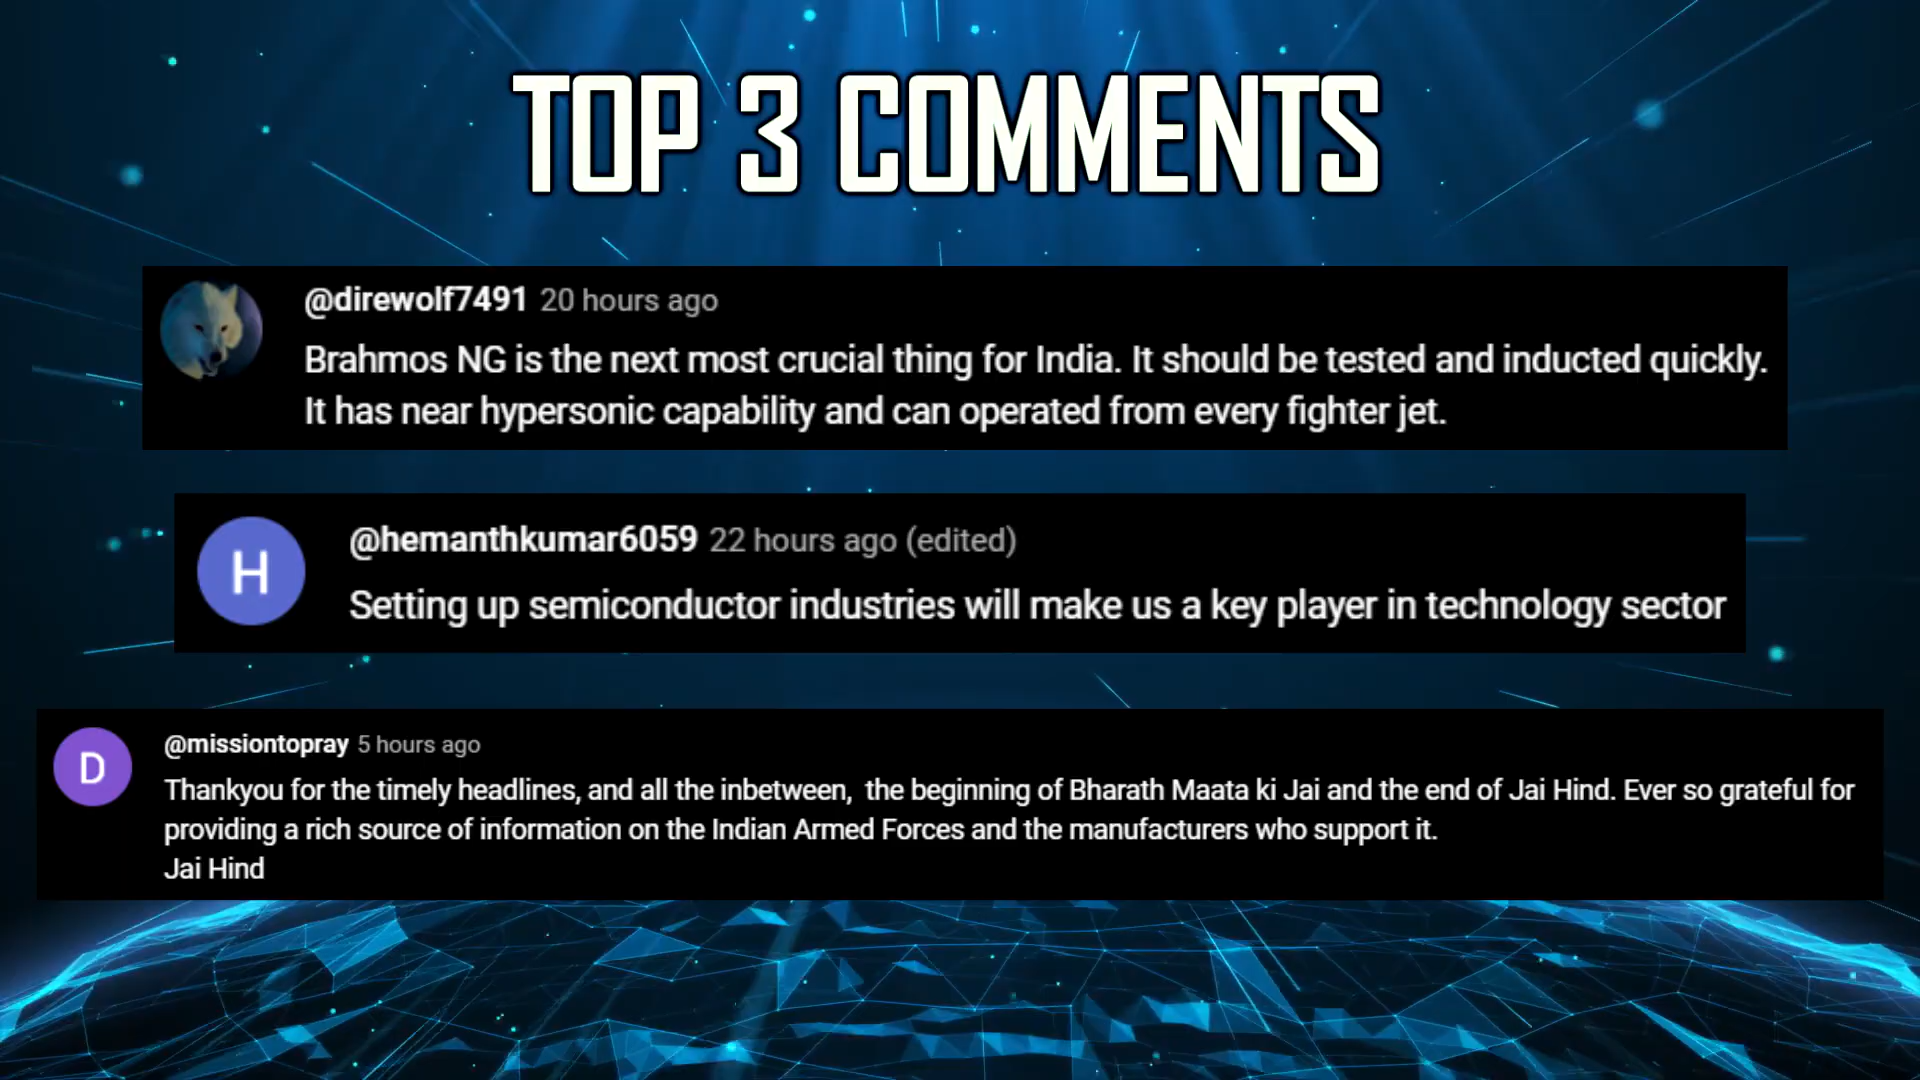 TOP 3 COMMENTS
@direwolf7491 20 hours ago
Brahmos NG is the next most crucial thing for India. It should be tested and inducted quickly.
It has near hypersonic capability and can operated from every fighter jet.
H
@hemanthkumar6059 22 hours ago (edited)
Setting up semiconductor industries will make us a key player in technology sector
D
@missiontopray 5 hours ago
Thankyou for the timely headlines, and all the inbetween,  the beginning of Bharath Maata ki Jai and the end of Jai Hind. Ever so grateful for
providing a rich source of information on the Indian Armed Forces and the manufacturers who support it.
Jai Hind